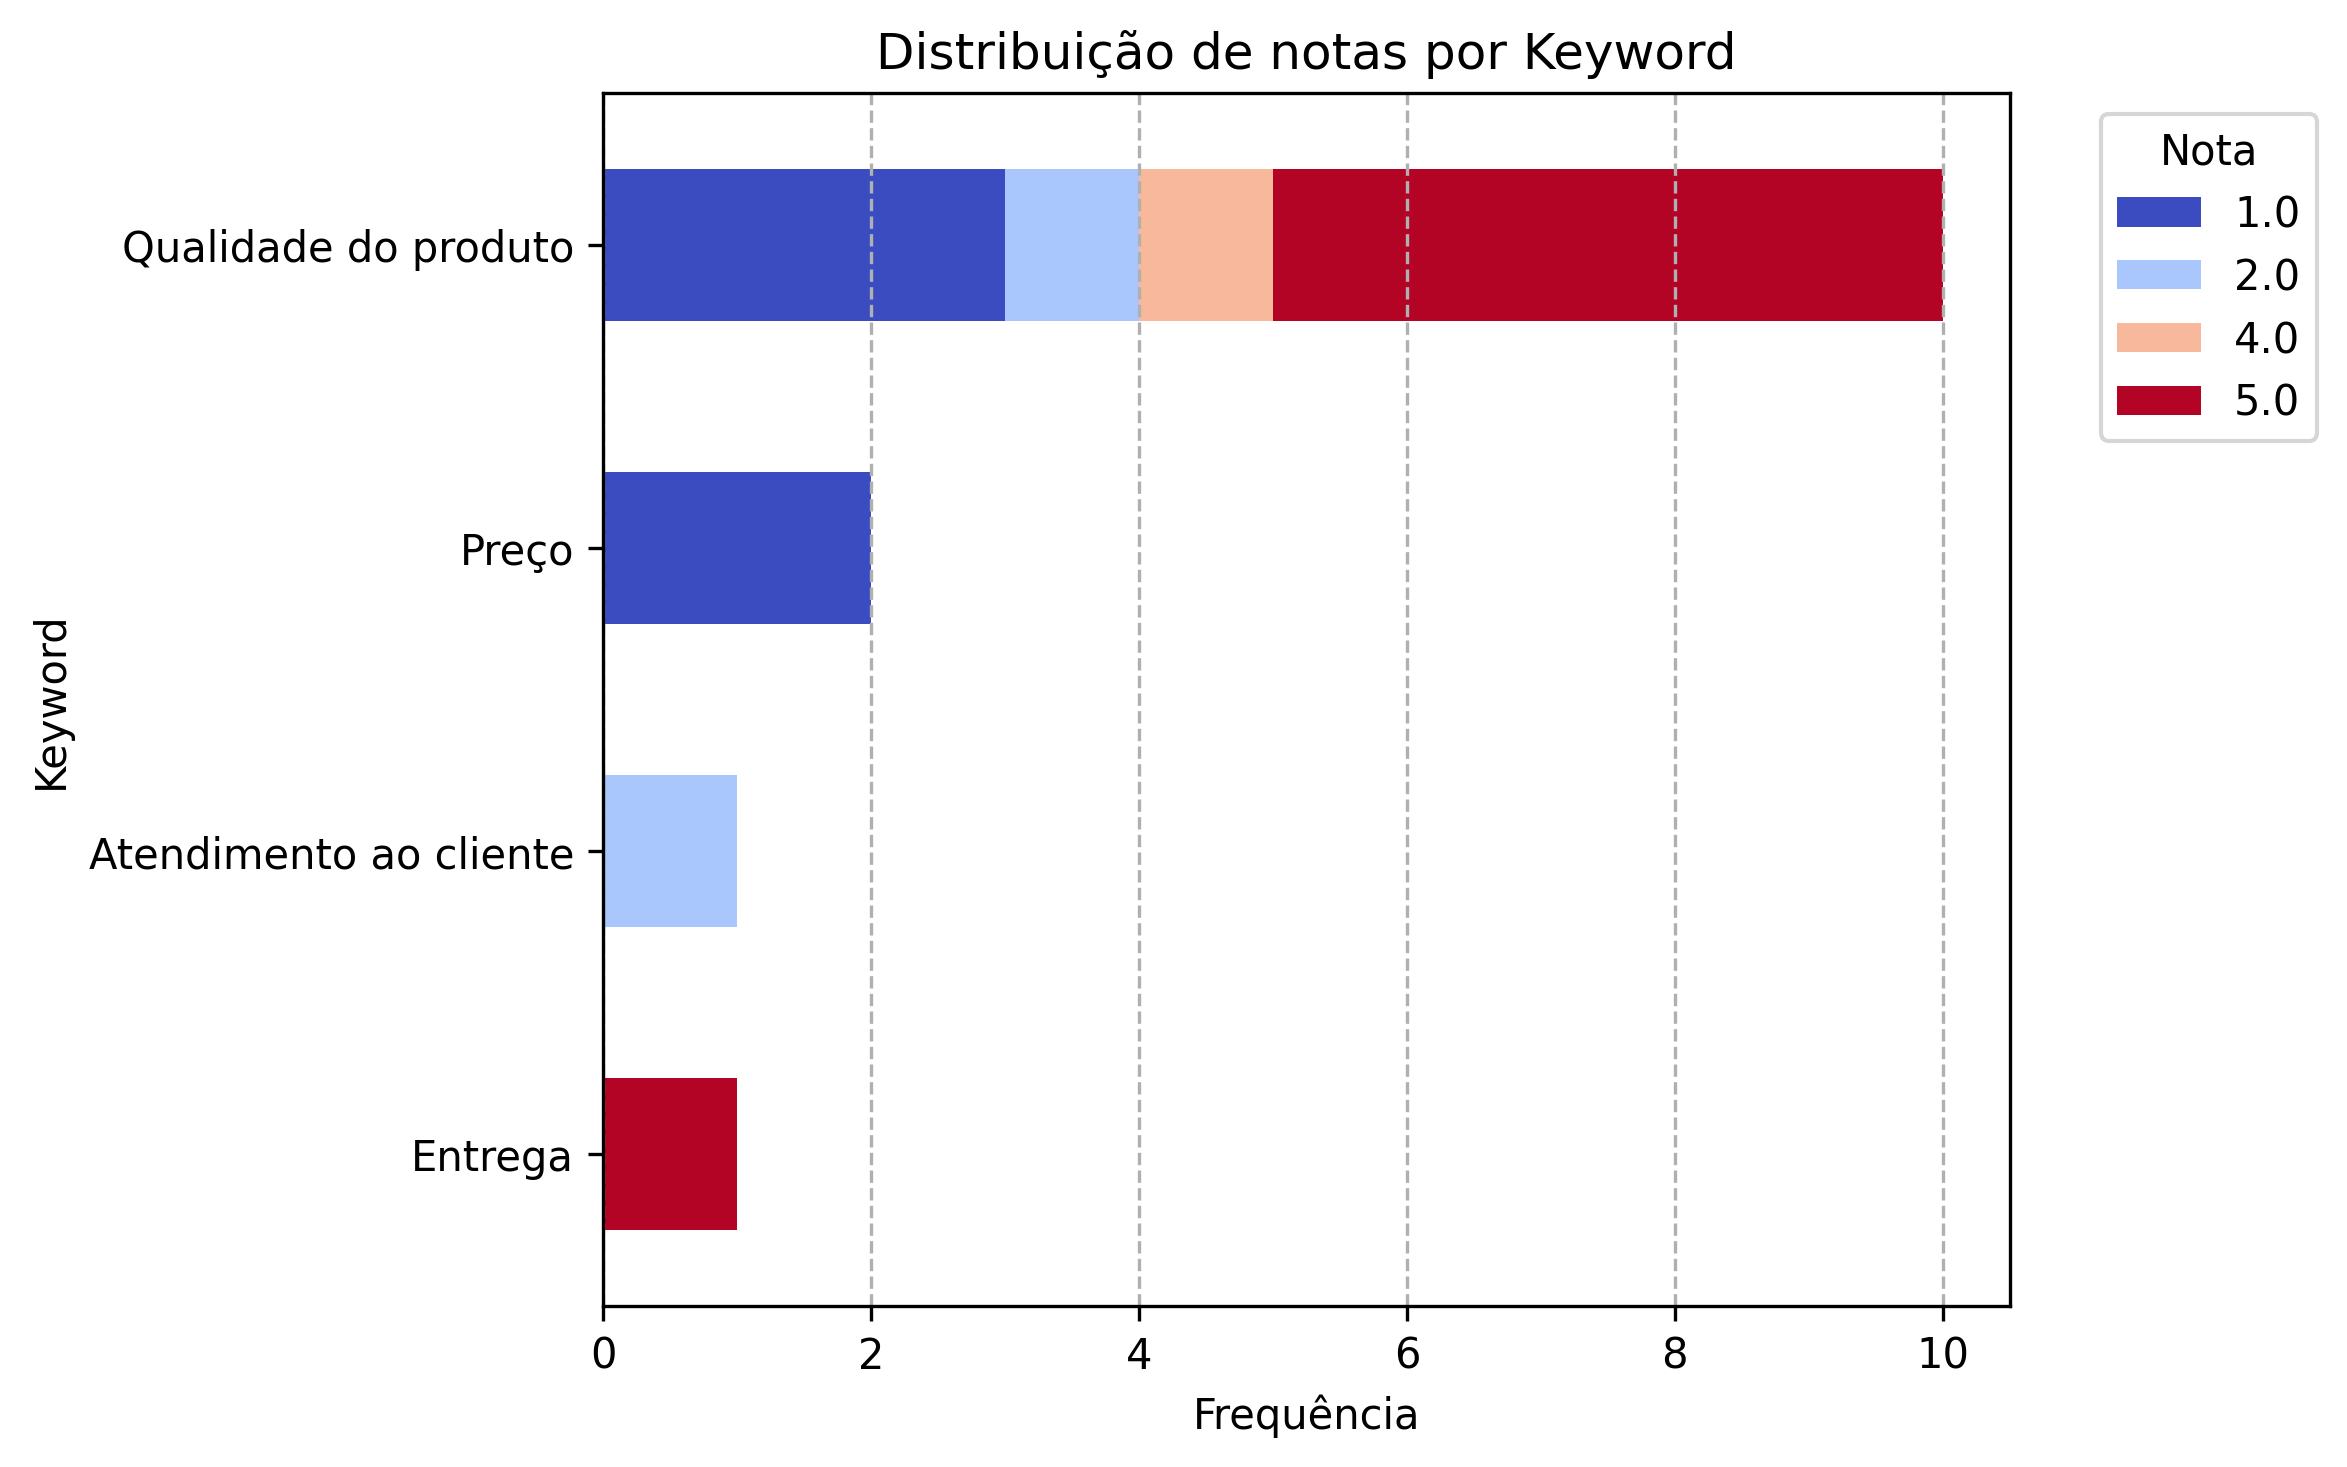 Distribuição de notas por Keyword
Nota
1.0
2.0
4.0
5.0
Qualidade do produto
Preço
Atendimento ao cliente
Entrega
Keyword
0 2 4 6 8 10
Frequência